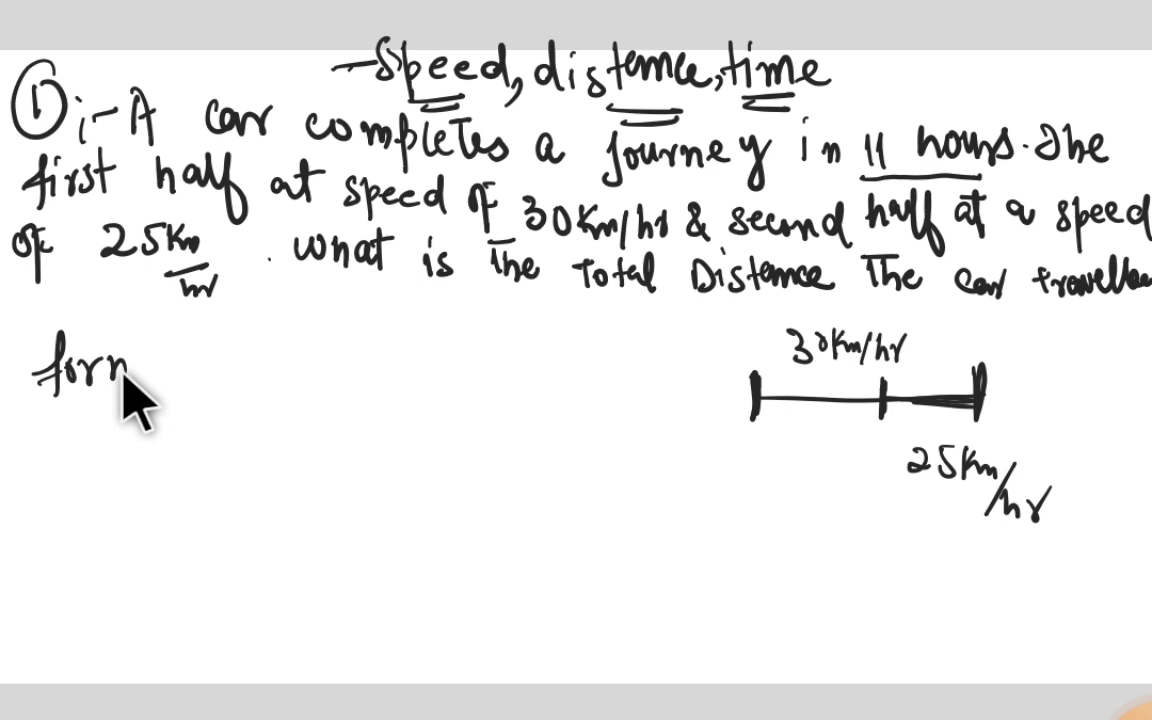 -Speed, distance, time
① :- A car completes a journey in 11 hours. The
first half at speed of 30Km/hr & second half at a speed
of 25Km/hr. what is the Total Distance The car travelled
form
30Km/hr
25Km/hr